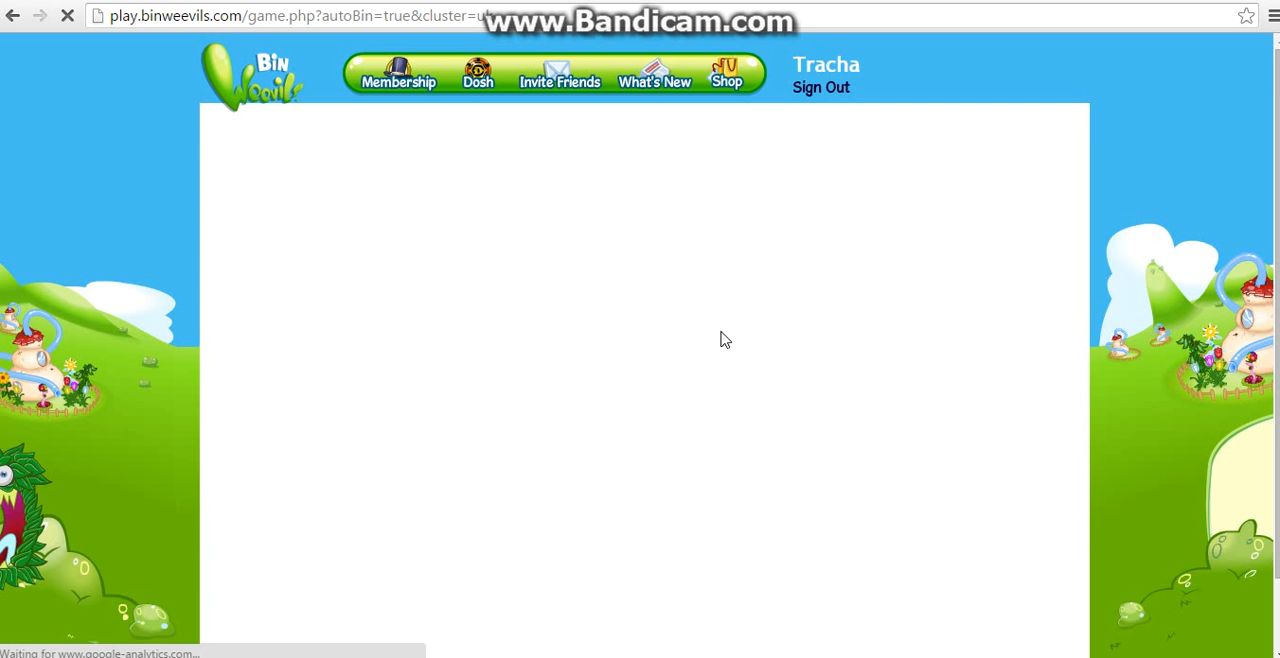 play.binweevils.com/game.php?autoBin=true&cluster=u
www.Bandicam.com
Bin Weevils
Membership
Dosh
Invite Friends
What's New
Shop
Tracha
Sign Out
Waiting for www.google-analytics.com...